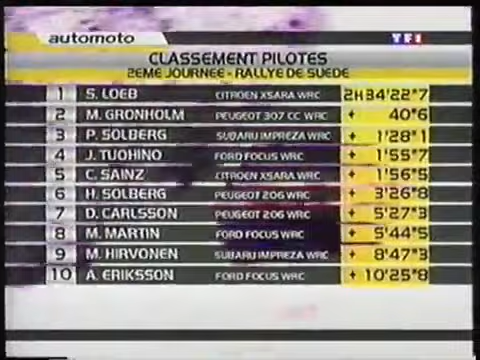 automoto
TF1
CLASSEMENT PILOTES
2EME JOURNEE - RALLYE DE SUEDE
1 S. LOEB CITROEN XSARA WRC 2H34'22"7
2 M. GRONHOLM PEUGEOT 307 CC WRC + 40"6
3 P. SOLBERG SUBARU IMPREZA WRC + 1'28"1
4 J. TUOHINO FORD FOCUS WRC + 1'55"7
5 C. SAINZ CITROEN XSARA WRC + 1'56"5
6 H. SOLBERG PEUGEOT 206 WRC + 3'26"8
7 D. CARLSSON PEUGEOT 206 WRC + 5'27"3
8 M. MARTIN FORD FOCUS WRC + 5'44"5
9 M. HIRVONEN SUBARU IMPREZA WRC + 8'47"3
10 A. ERIKSSON FORD FOCUS WRC + 10'25"8